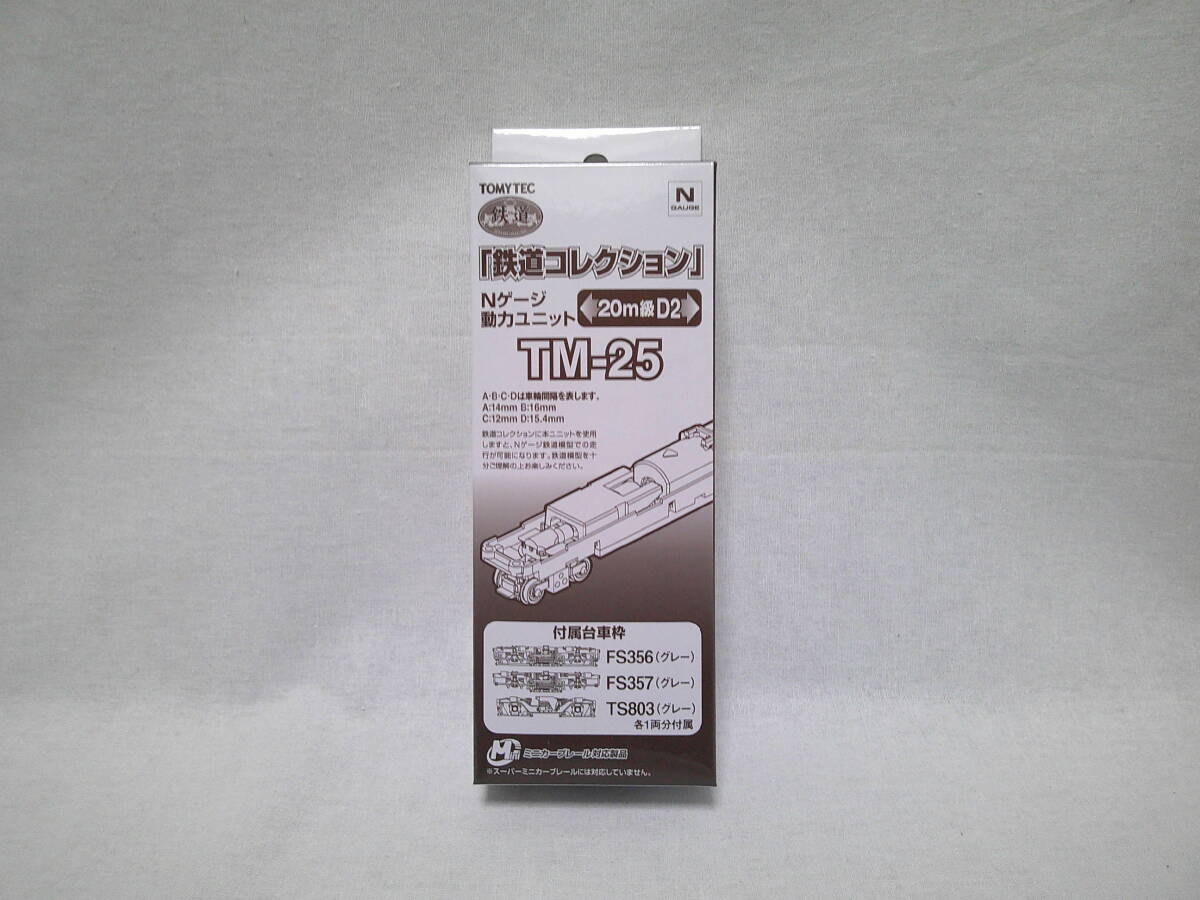 TOMYTEC
鉄道
N
GAUGE
「鉄道コレクション」
Nゲージ
動力ユニット
20m級 D2
TM-25
A・B・C・Dは車輪間隔を表します。
A:14mm B:16mm
C:12mm D:15.4mm
鉄道コレクションに本ユニットを使用
しますと、Nゲージ鉄道模型での走
行が可能になります。鉄道模型を十
分ご理解の上お楽しみください。
付属台車枠
FS356(グレー)
FS357(グレー)
TS803(グレー)
各1両分付属
ミニカーブレール対応製品
※スーパーミニカーブレールには対応していません。